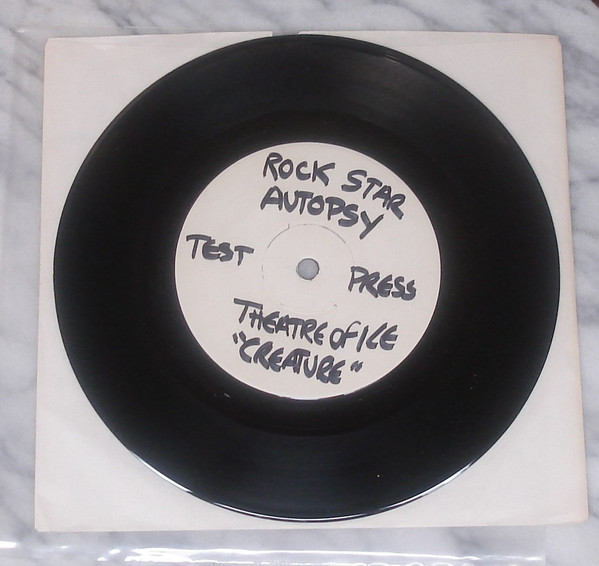 ROCK STAR
AUTOPSY
TEST PRESS
THEATRE OF ICE
"CREATURE"